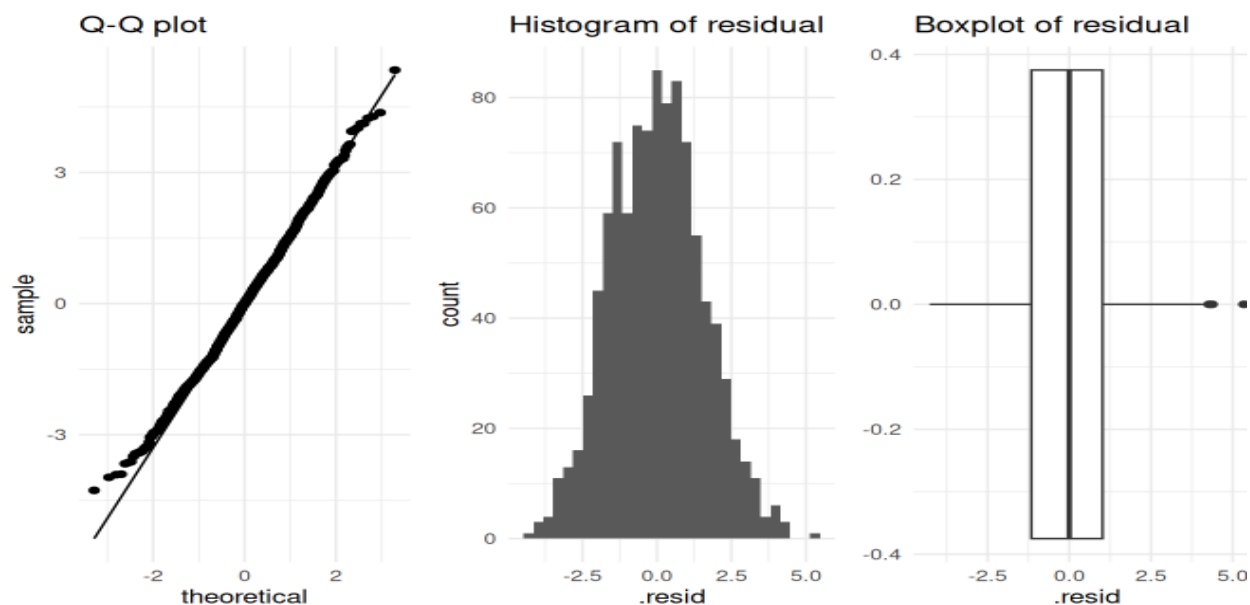 Q-Q plot
3
0
-3
-2 0 2
sample
theoretical
Histogram of residual
80
60
40
20
0
-2.5 0.0 2.5 5.0
count
.resid
Boxplot of residual
0.4
0.2
0.0
-0.2
-0.4
-2.5 0.0 2.5 5.0
.resid